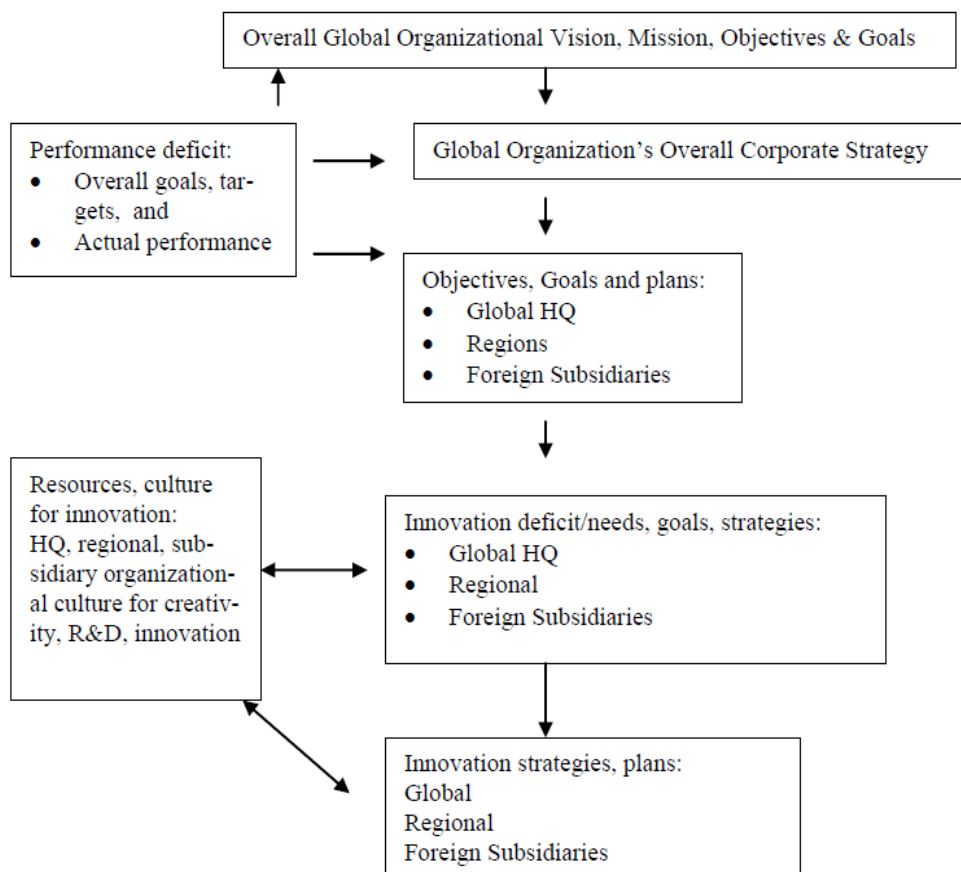 Overall Global Organizational Vision, Mission, Objectives & Goals
Performance deficit:
• Overall goals, tar-
gets, and
• Actual performance
Global Organization's Overall Corporate Strategy
Objectives, Goals and plans:
• Global HQ
• Regions
• Foreign Subsidiaries
Resources, culture
for innovation:
HQ, regional, sub-
sidiary organization-
al culture for creativ-
ity, R&D, innovation
Innovation deficit/needs, goals, strategies:
• Global HQ
• Regional
• Foreign Subsidiaries
Innovation strategies, plans:
Global
Regional
Foreign Subsidiaries